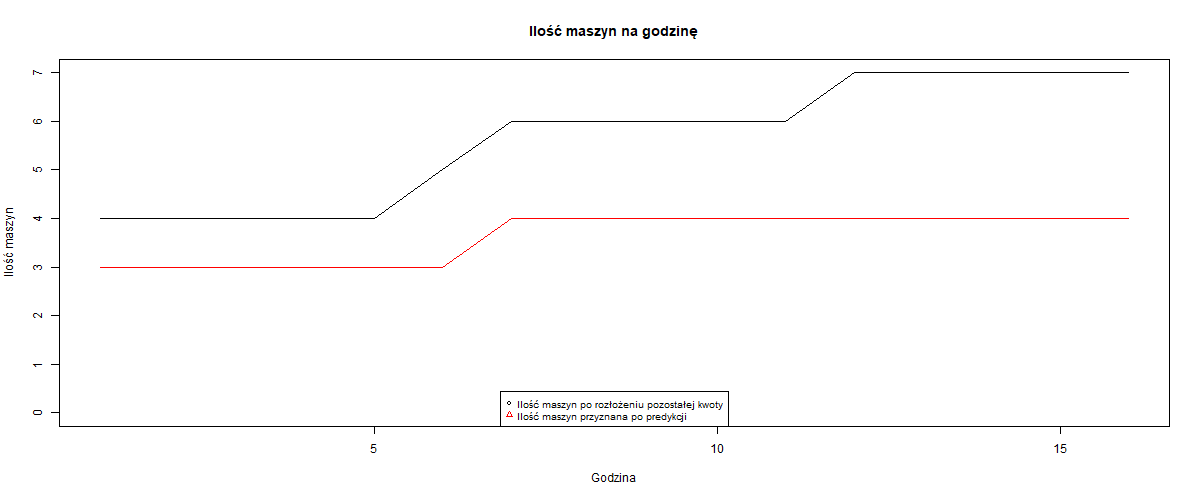 Ilość maszyn na godzinę
Ilość maszyn
7
6
5
4
3
2
1
0
Ilość maszyn po rozłożeniu pozostałej kwoty
Ilość maszyn przyznana po predykcji
5
10
15
Godzina